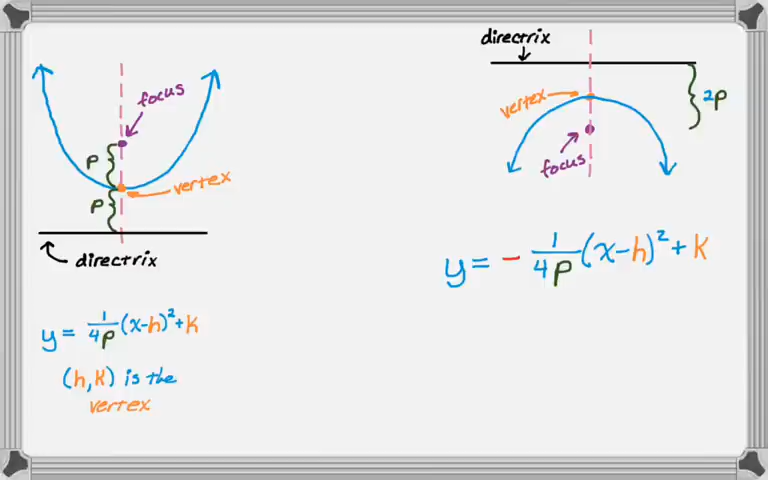 focus
P
P
vertex
directrix
y = 1/4p (x-h)² + k
(h,k) is the
vertex
directrix
vertex
2p
focus
y = - 1/4p (x-h)² + k